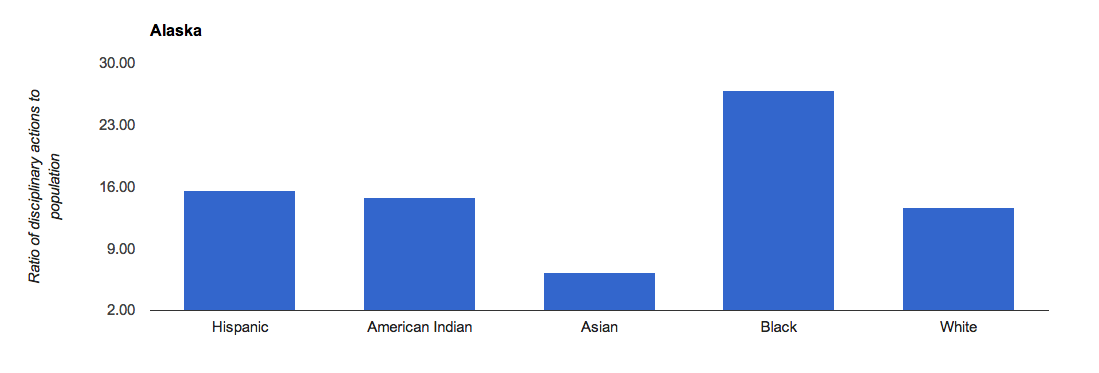 Alaska
30.00
23.00
16.00
9.00
2.00
Ratio of disciplinary actions to
population
Hispanic
American Indian
Asian
Black
White